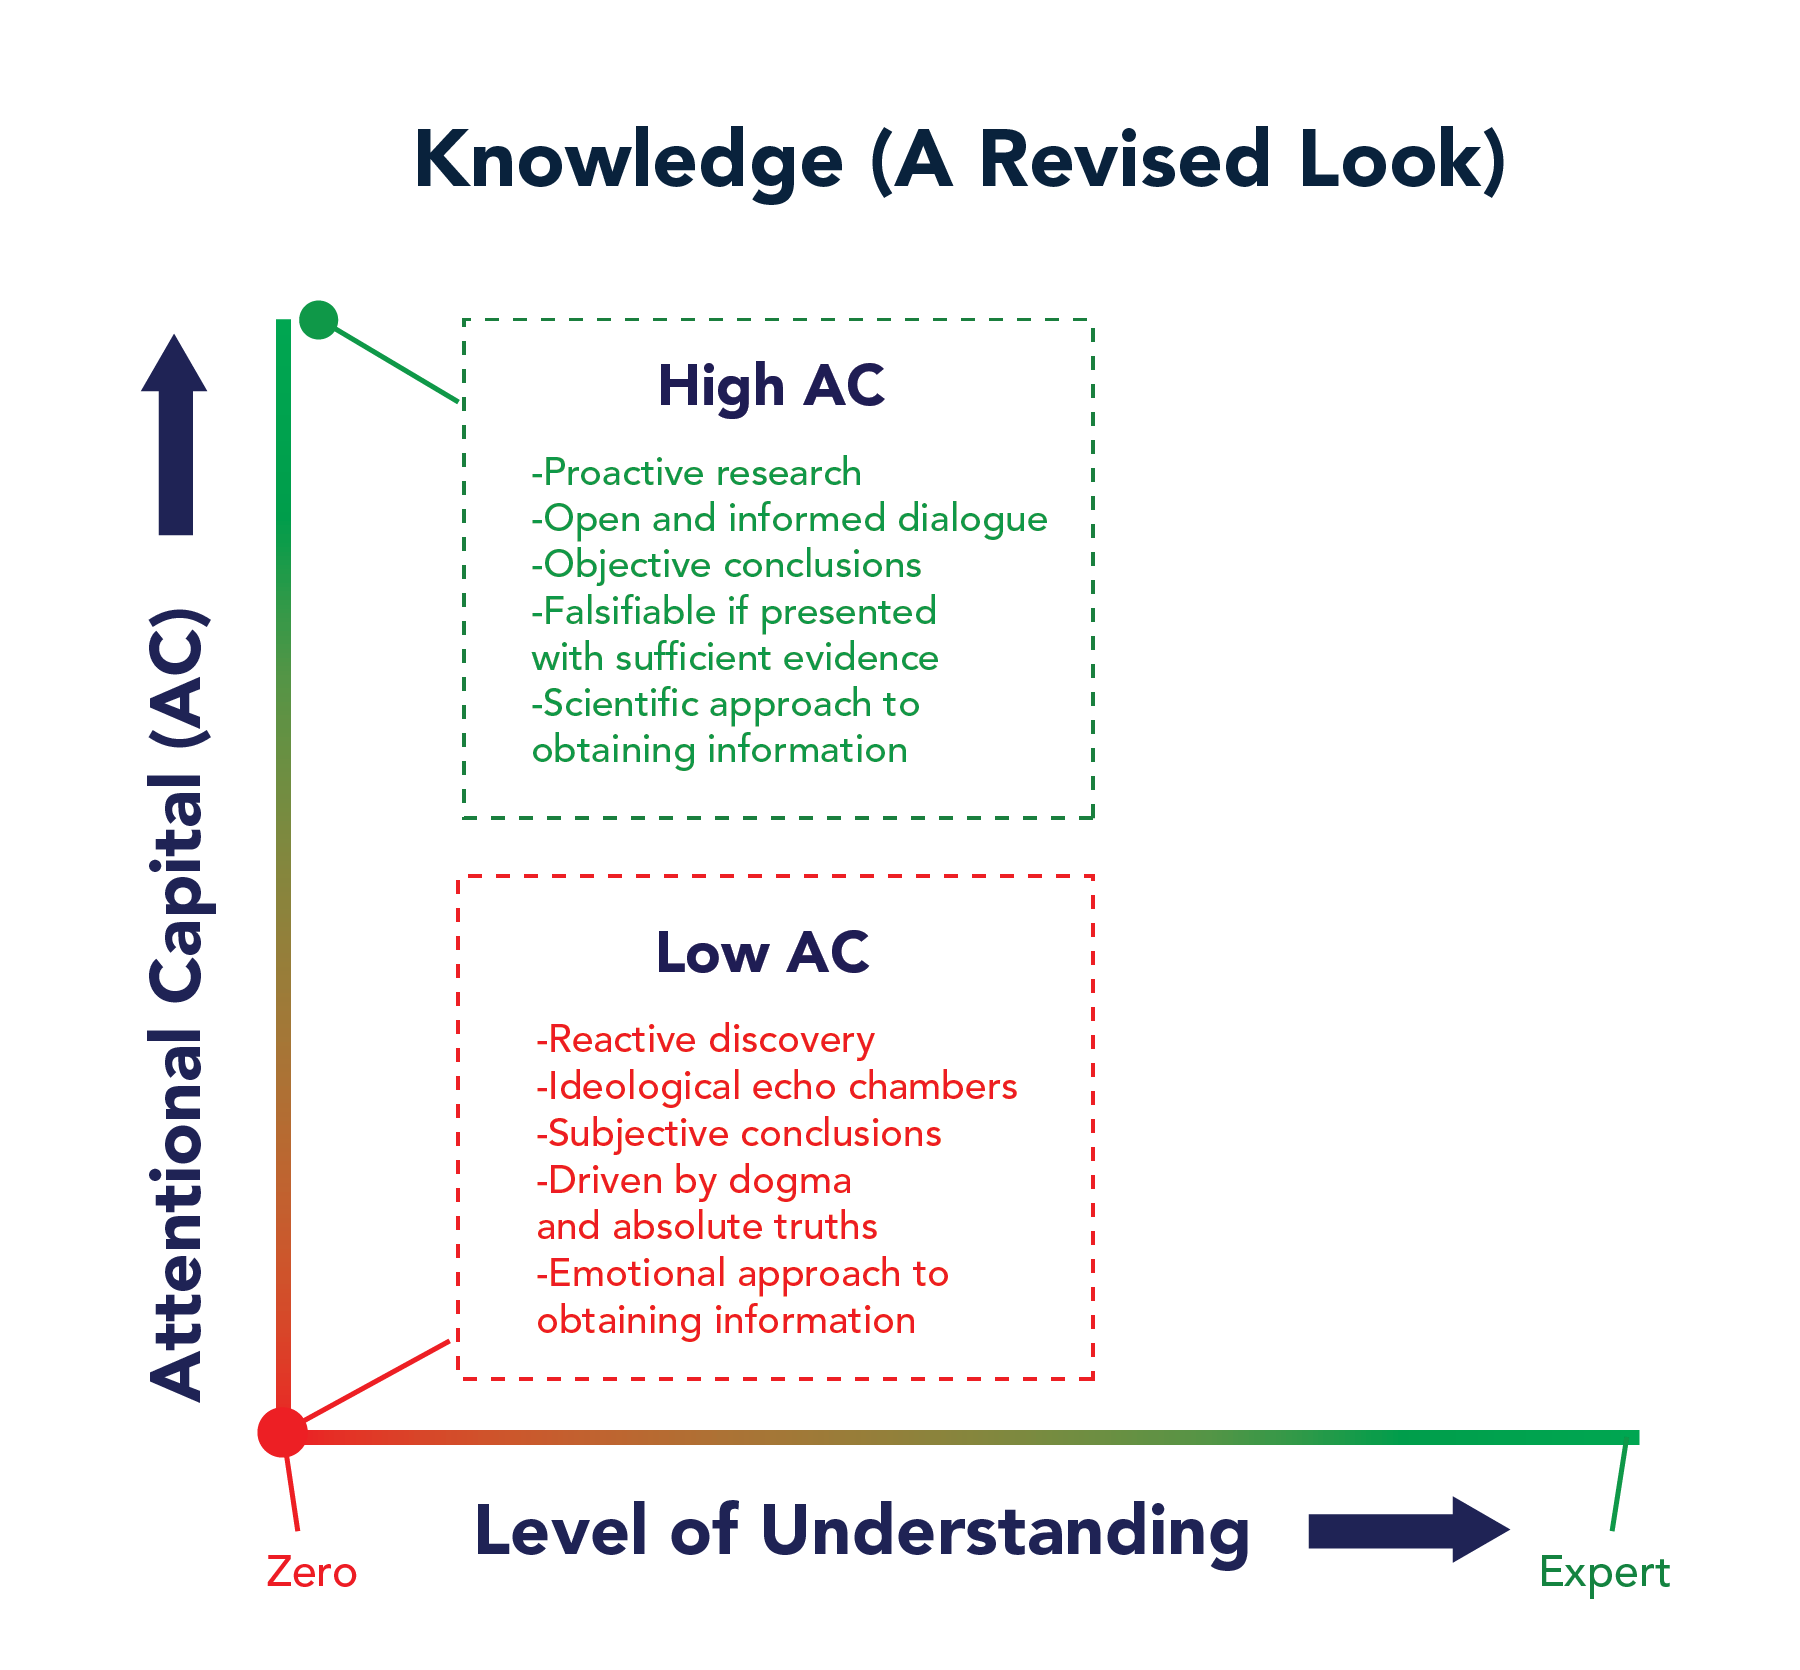 Knowledge (A Revised Look)
Attentional Capital (AC)
High AC
-Proactive research
-Open and informed dialogue
-Objective conclusions
-Falsifiable if presented
with sufficient evidence
-Scientific approach to
obtaining information
Low AC
-Reactive discovery
-Ideological echo chambers
-Subjective conclusions
-Driven by dogma
and absolute truths
-Emotional approach to
obtaining information
Level of Understanding
Zero
Expert